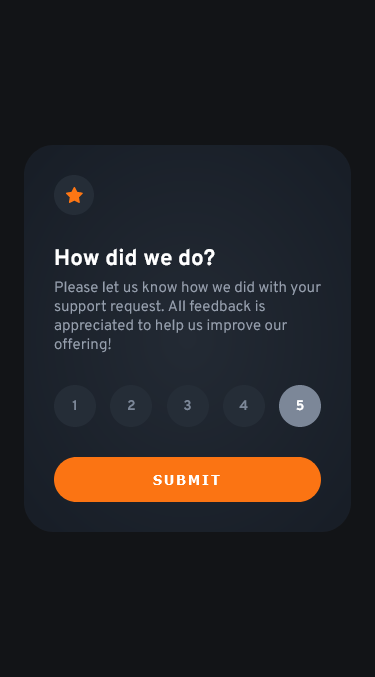 How did we do?
Please let us know how we did with your
support request. All feedback is
appreciated to help us improve our
offering!
1 2 3 4 5
SUBMIT